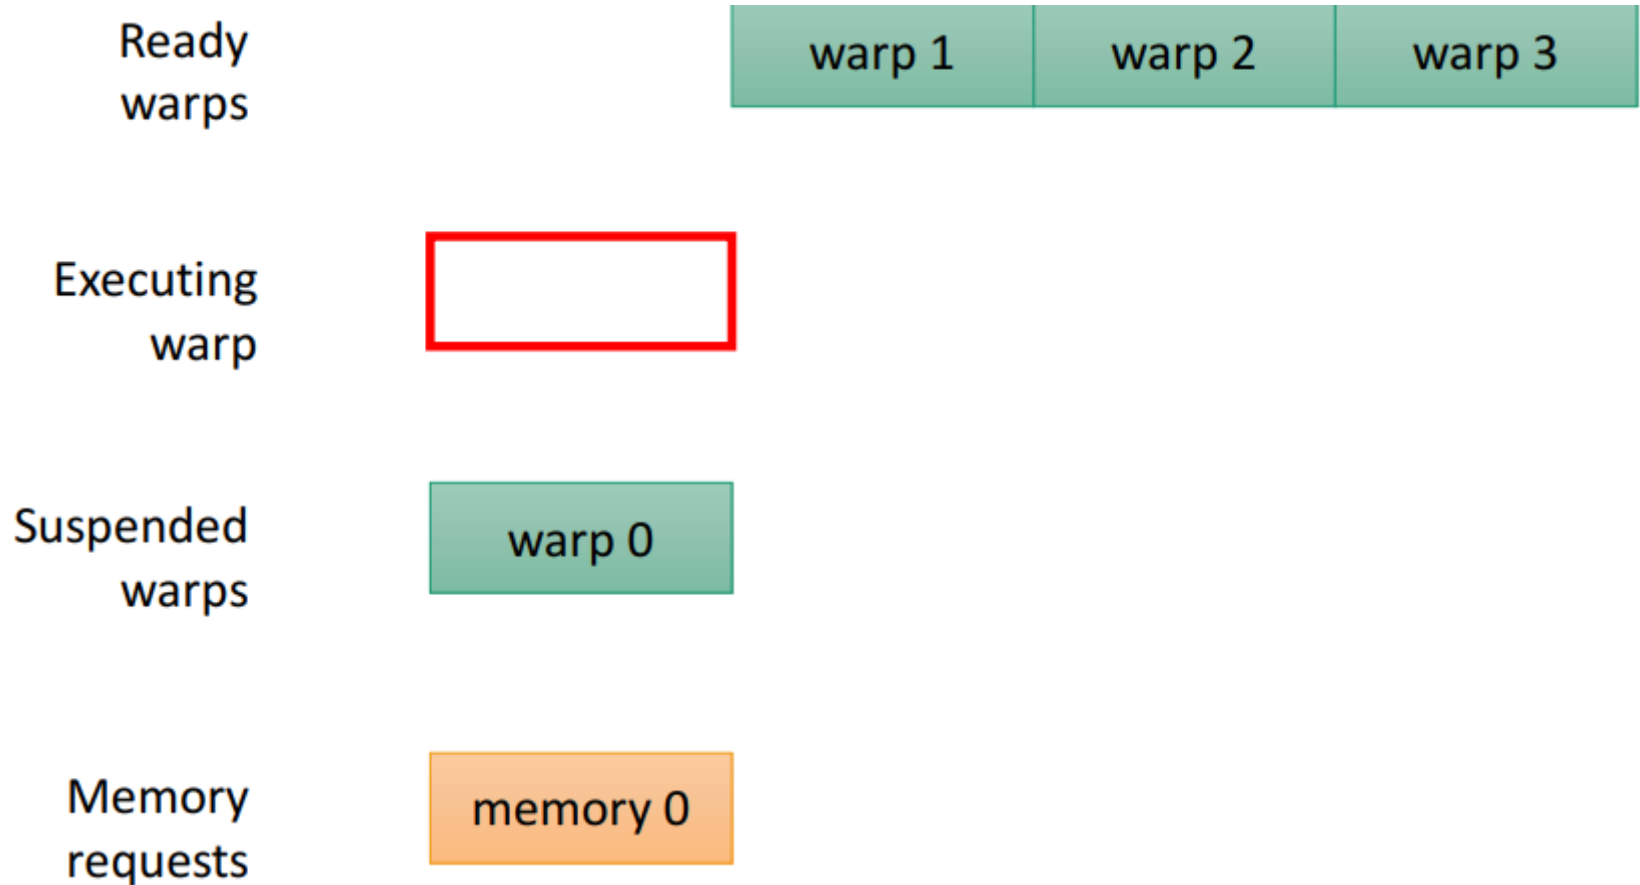 Ready
warps
warp 1
warp 2
warp 3
Executing
warp
Suspended
warps
warp 0
Memory
requests
memory 0